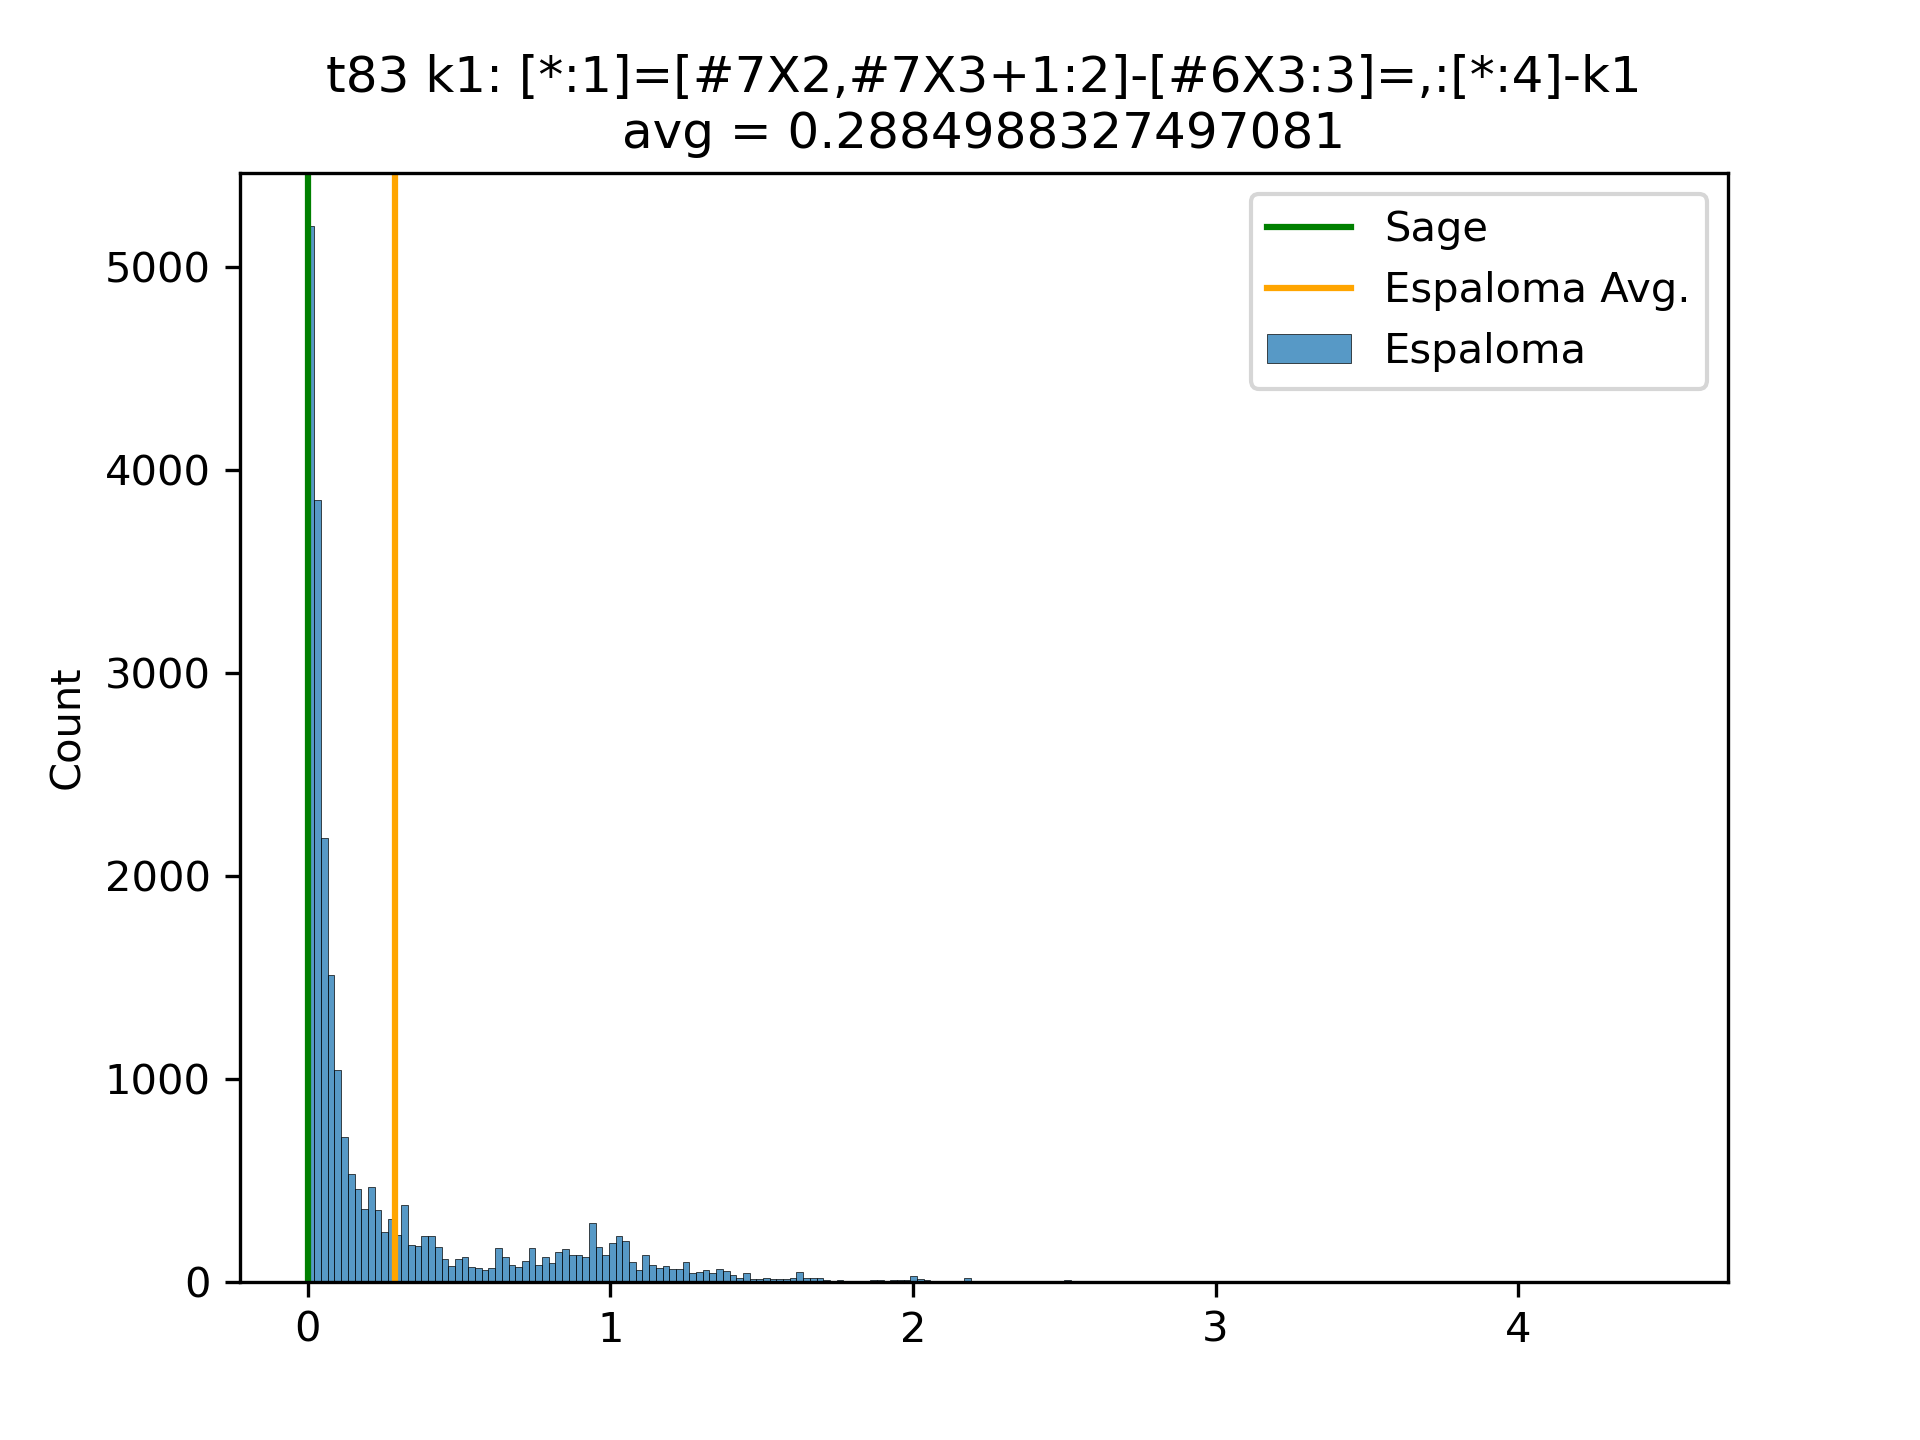 t83 k1: [*:1]=[#7X2,#7X3+1:2]-[#6X3:3]=,:[*:4]-k1
avg = 0.2884988327497081
Sage
Espaloma Avg.
Espaloma
Count
5000
4000
3000
2000
1000
0
0 1 2 3 4